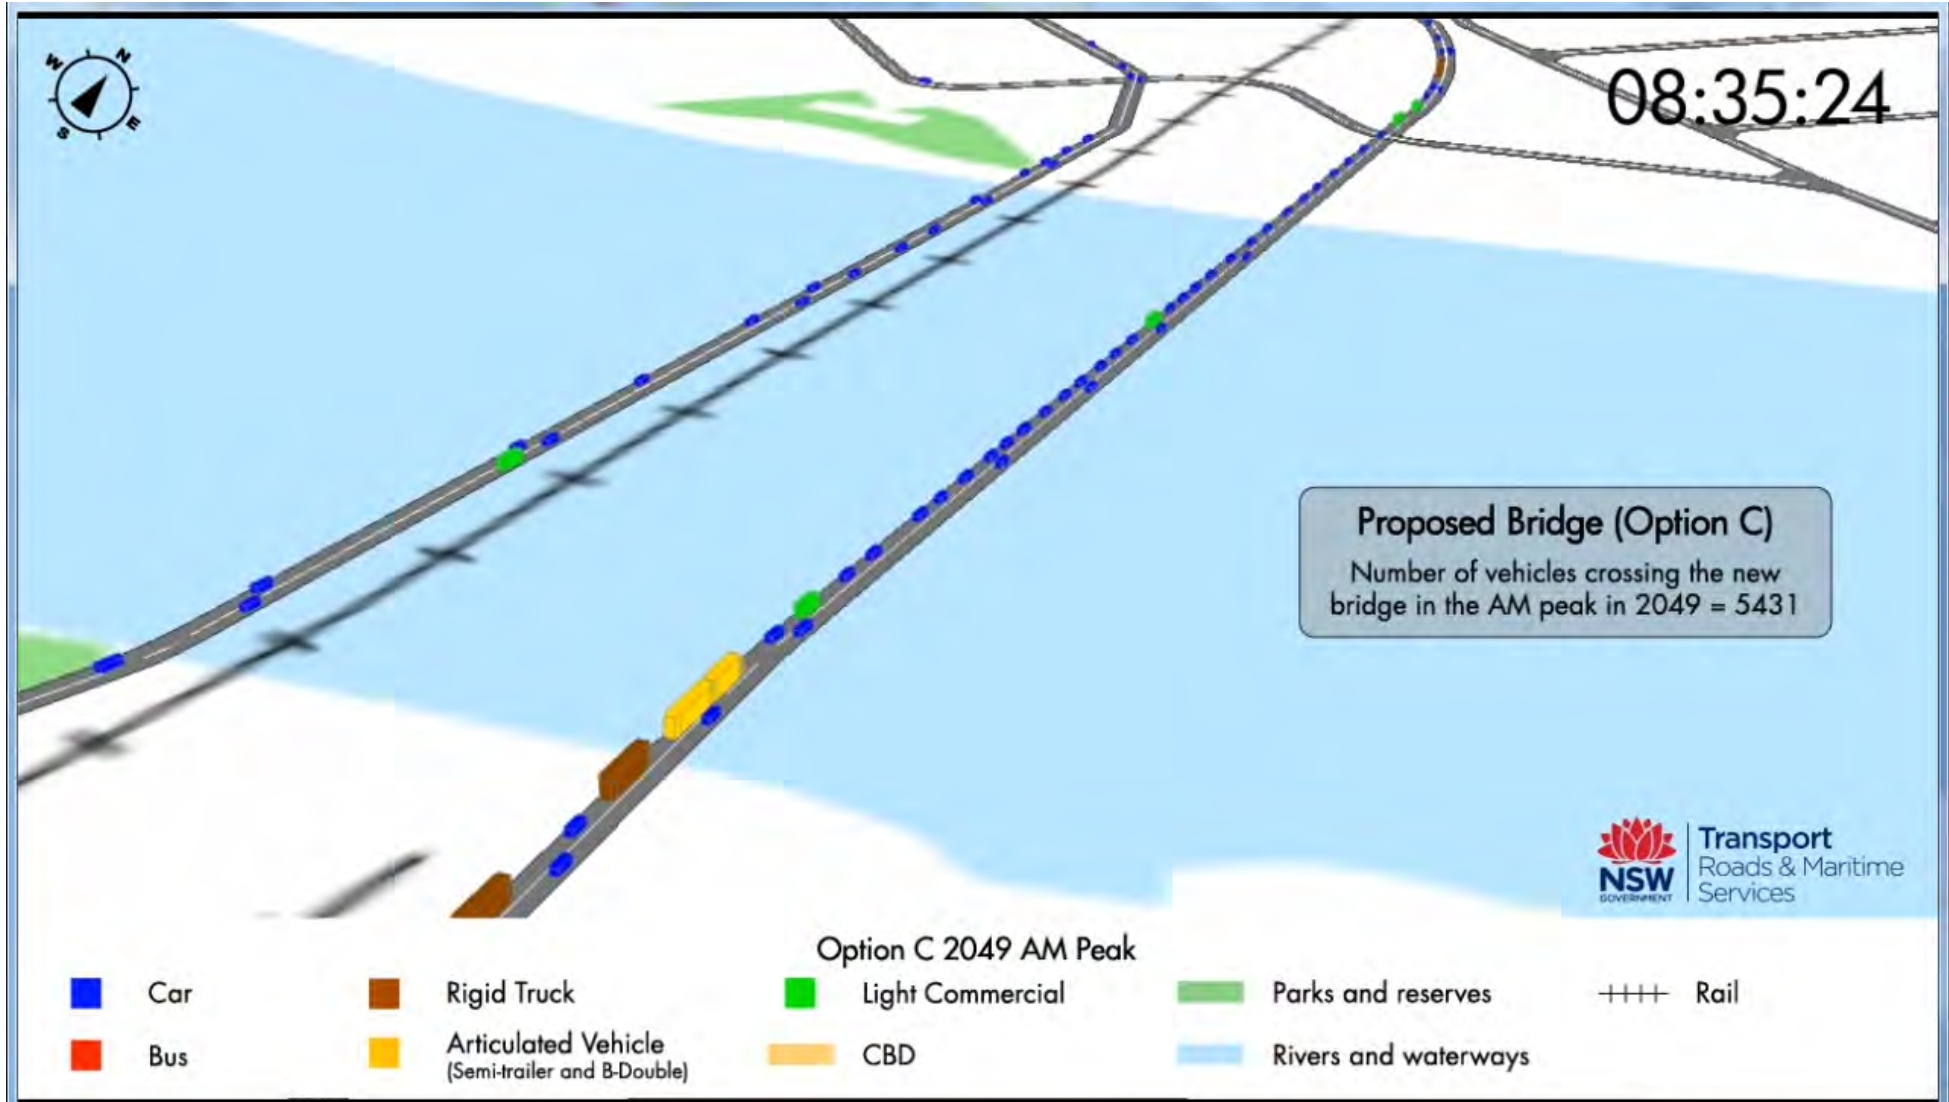 W
N
S
E
08:35:24
Proposed Bridge (Option C)
Number of vehicles crossing the new
bridge in the AM peak in 2049 = 5431
NSW
GOVERNMENT
Transport
Roads & Maritime
Services
Option C 2049 AM Peak
Car
Rigid Truck
Light Commercial
Parks and reserves
Rail
Bus
Articulated Vehicle
(Semi-trailer and B-Double)
CBD
Rivers and waterways